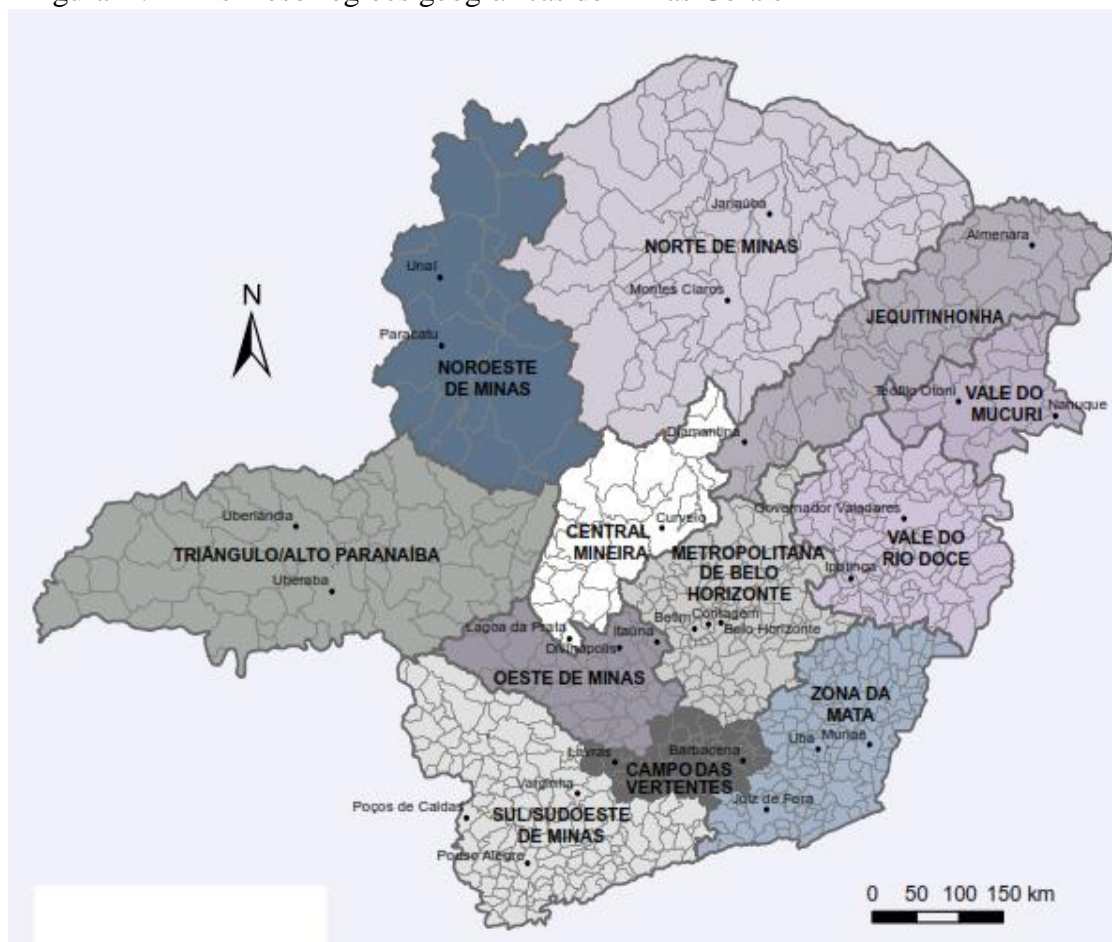 Janaúba
NORTE DE MINAS
Almenara
Unaí
Montes Claros
N
JEQUITINHONHA
Paracatu
NOROESTE
DE MINAS
Teófilo Otoni
VALE DO
MUCURI
Nanuque
Diamantina
Uberlândia
Curvelo
Governador Valadares
TRIÂNGULO/ALTO PARANAÍBA
CENTRAL
MINEIRA
METROPOLITANA
DE BELO
HORIZONTE
VALE DO
RIO DOCE
Uberaba
Ipatinga
Betim
Contagem
Belo Horizonte
Lagoa da Prata
Itaúna
Divinópolis
OESTE DE MINAS
ZONA DA
MATA
Ubá
Muriaé
Lavras
Barbacena
CAMPO DAS
VERTENTES
Varginha
Poços de Caldas
Juiz de Fora
SUL/SUDOESTE
DE MINAS
Pouso Alegre
0 50 100 150 km